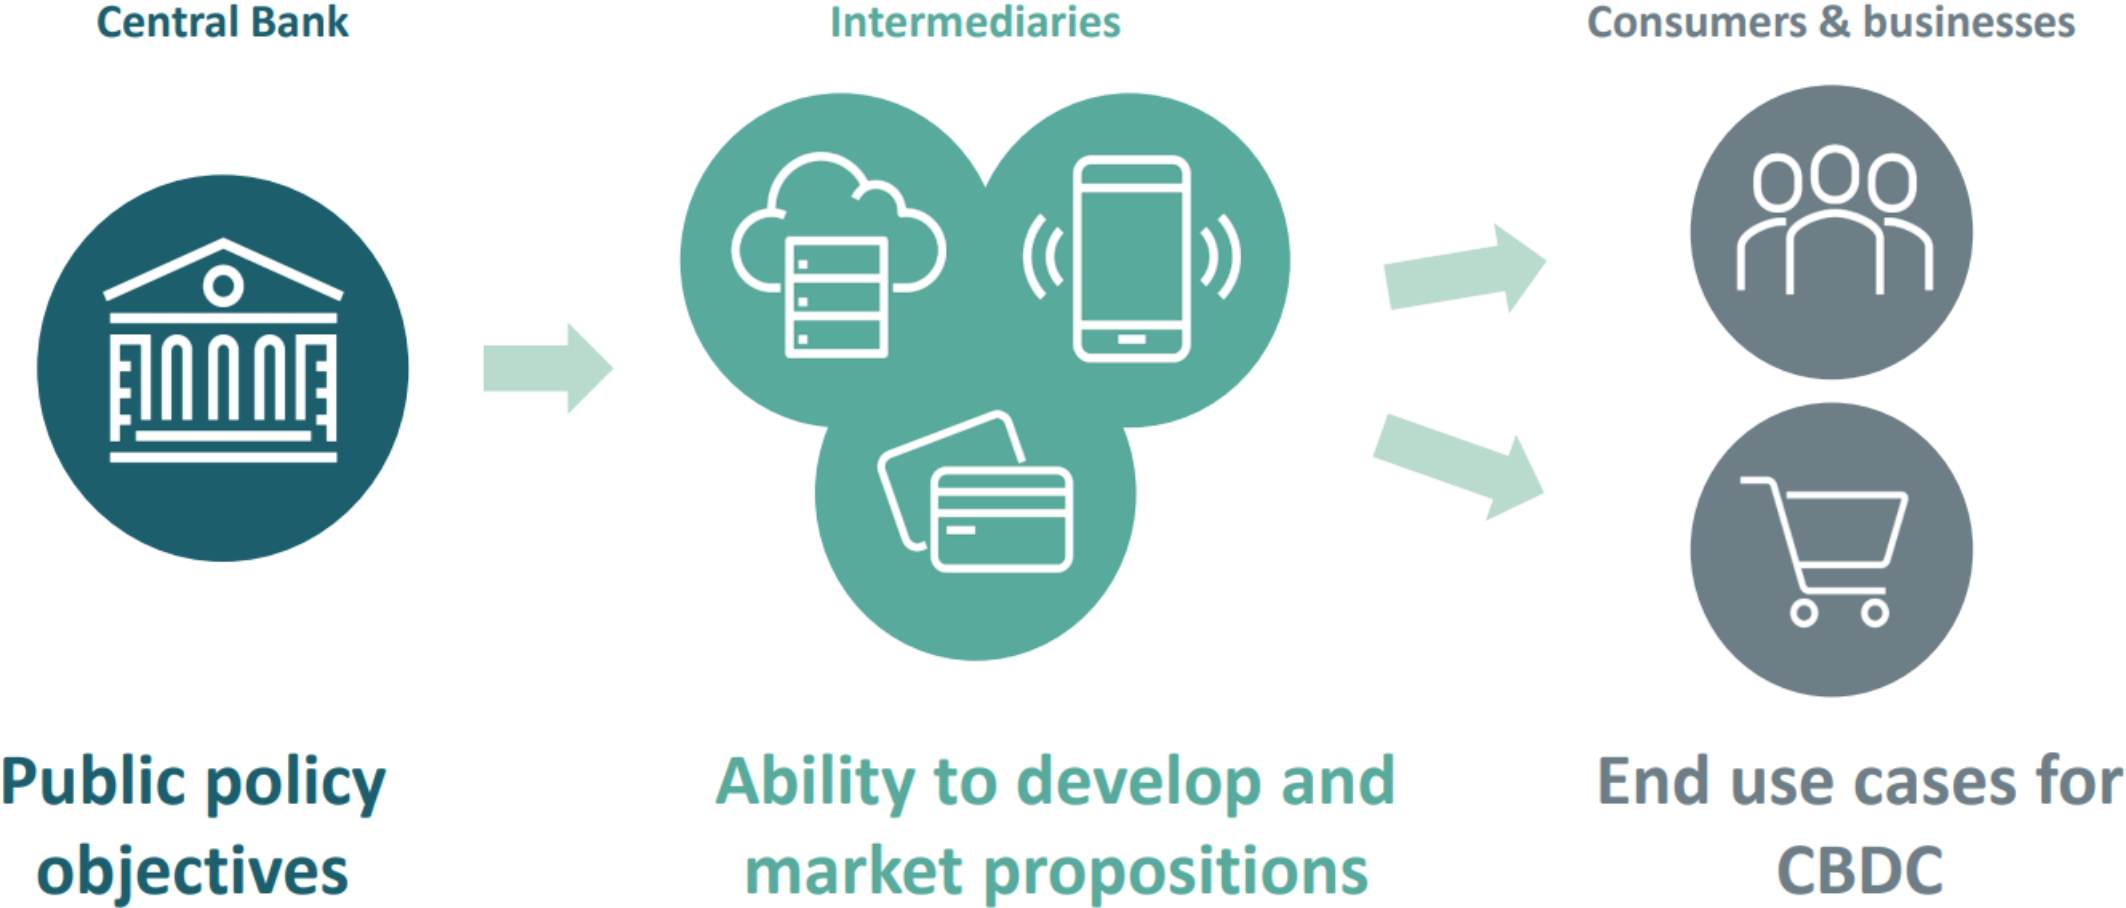 Central Bank
Intermediaries
Consumers & businesses
Public policy
objectives
Ability to develop and
market propositions
End use cases for
CBDC